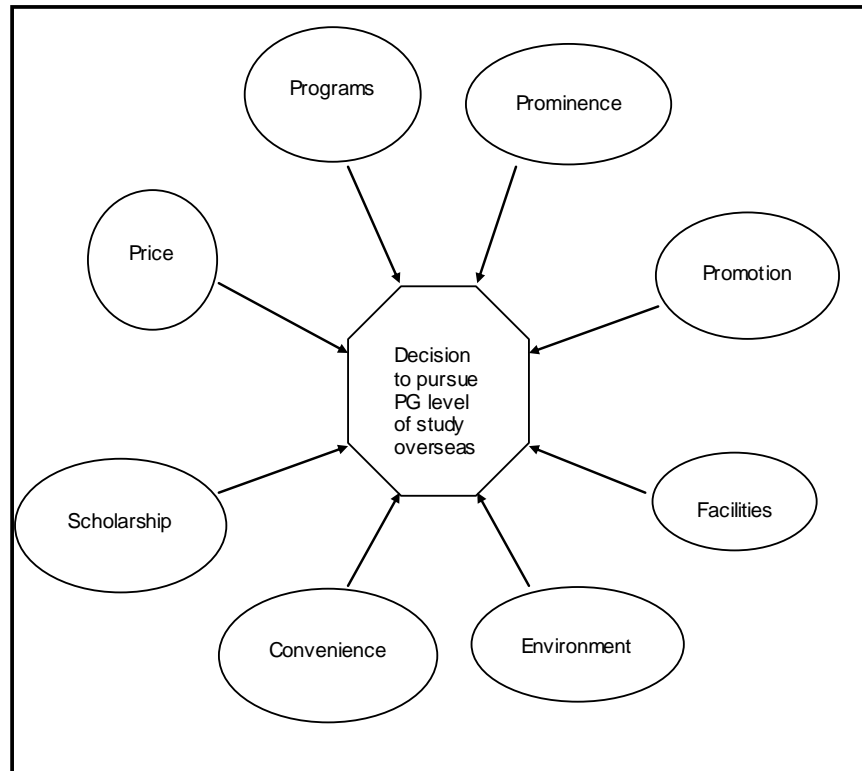 Programs
Prominence
Price
Promotion
Decision
to pursue
PG level
of study
overseas
Scholarship
Facilities
Convenience
Environment